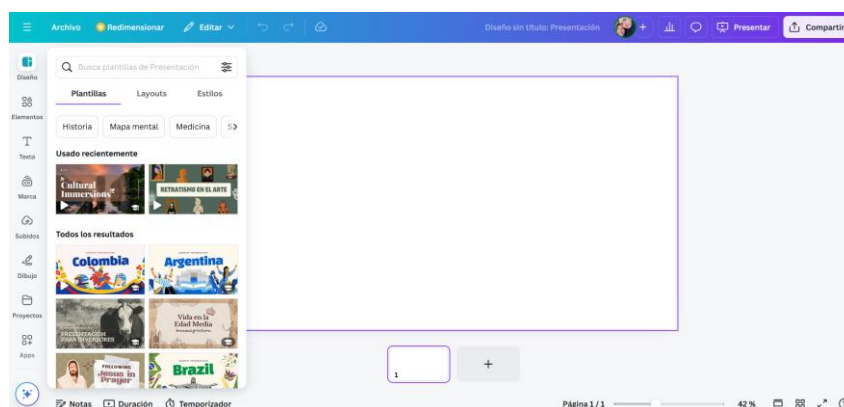 Archivo Redimensionar Editar Diseño sin título: Presentación + Presentar Compartir
Diseño
Elementos
Texto
Marca
Subidos
Dibujo
Proyectos
Apps
Busca plantillas de Presentación
Plantillas Layouts Estilos
Historia Mapa mental Medicina
Usado recientemente
Cultural
Immersions
RETRATISMO EN EL ARTE
Todos los resultados
Colombia
Argentina
PRESENTACIÓN
PARA INVERSORES
Vida en la
Edad Media
FOLLOWING
Jesus in
Prayer
Brazil
1
+
Notas Duración Temporizador Página 1 / 1 42 %